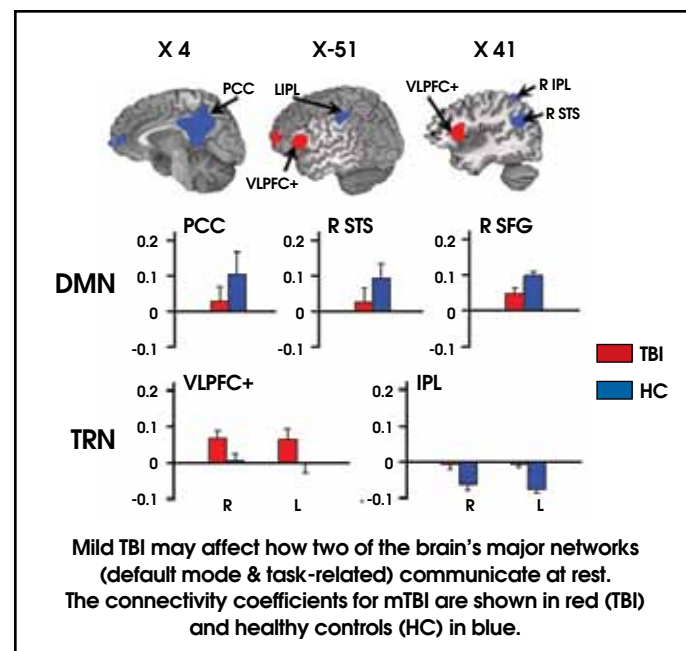 X 4 X-51 X 41
PCC LIPL VLPFC+ R IPL
R STS
VLPFC+
PCC R STS R SFG
DMN
0.2 0.2 0.2
0.1 0.1 0.1
0 0 0
-0.1 -0.1 -0.1
TBI
HC
VLPFC+ IPL
TRN
0.2 0.2
0.1 0.1
0 0
-0.1 -0.1
R L R L
Mild TBI may affect how two of the brain's major networks
(default mode & task-related) communicate at rest.
The connectivity coefficients for mTBI are shown in red (TBI)
and healthy controls (HC) in blue.